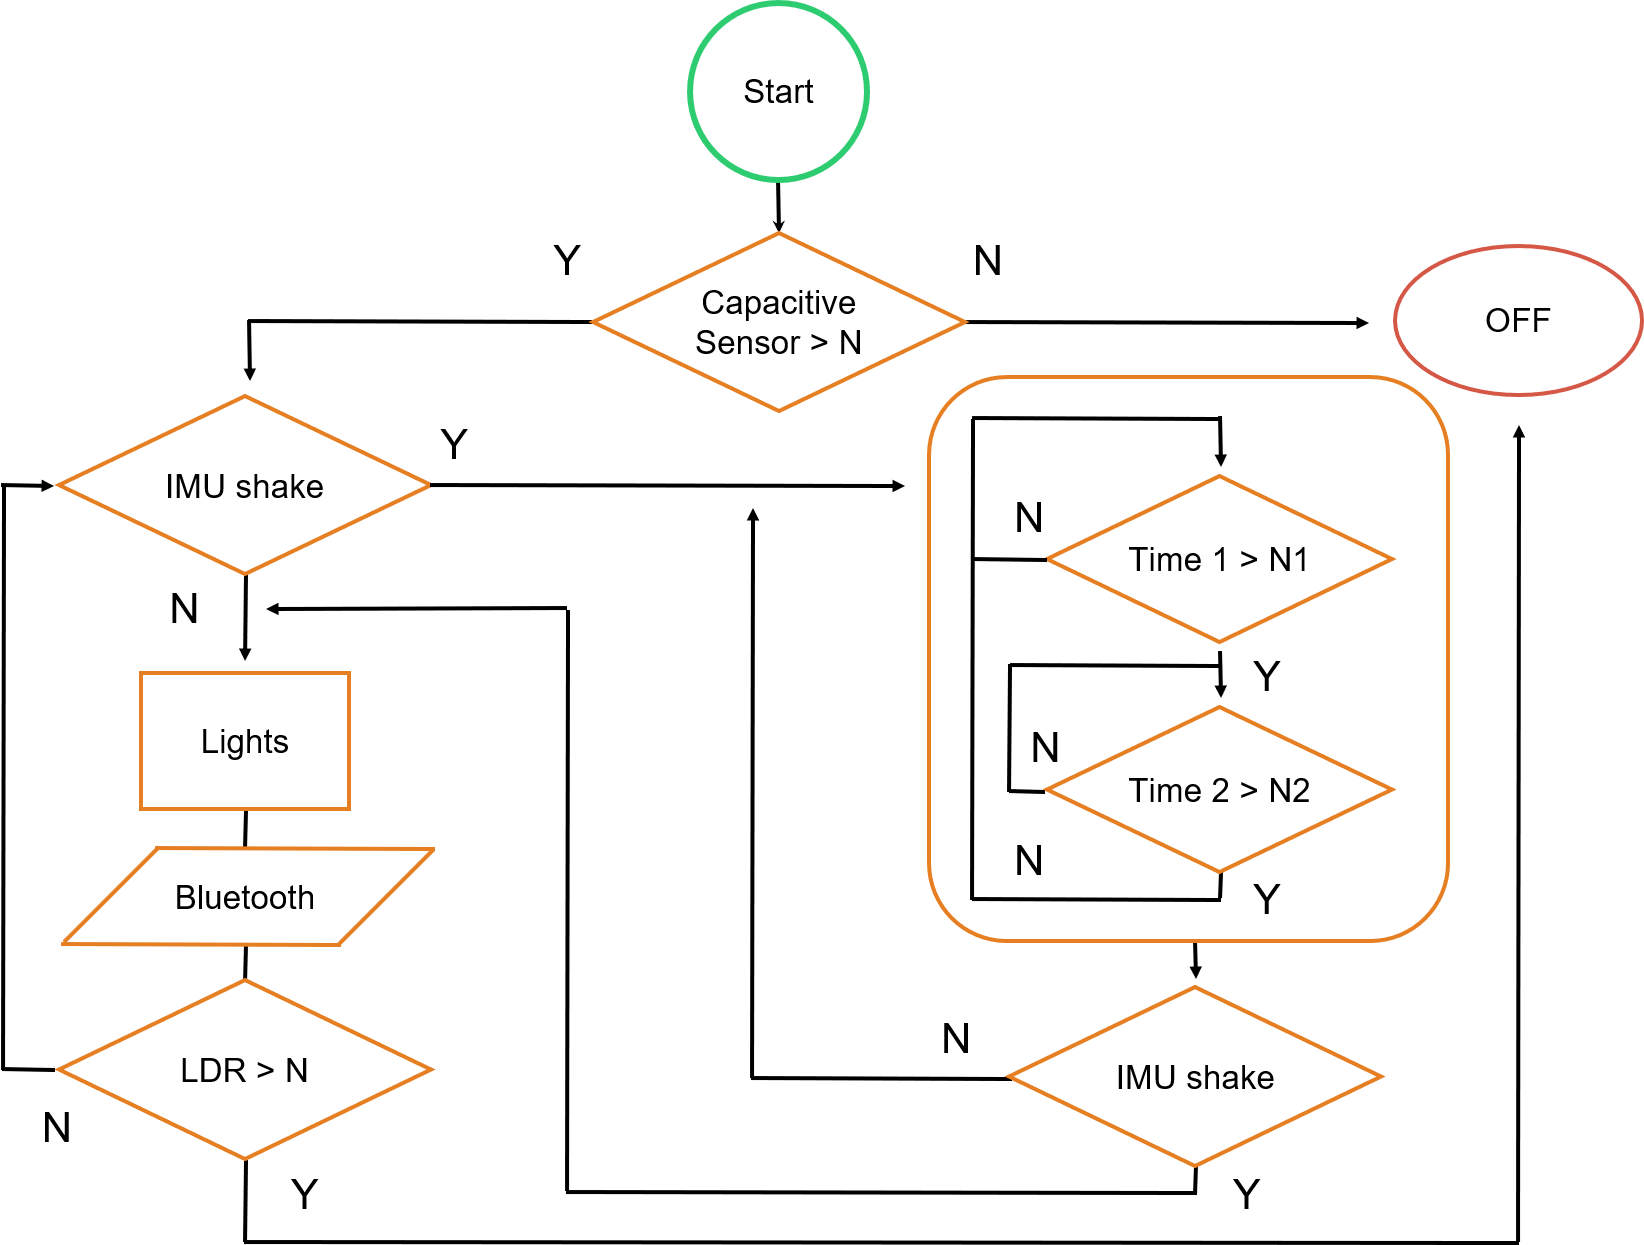 Start
Y
N
Capacitive
Sensor > N
OFF
Y
IMU shake
N
Time 1 > N1
N
Y
Lights
N
Time 2 > N2
N
Y
Bluetooth
N
LDR > N
IMU shake
N
Y
Y